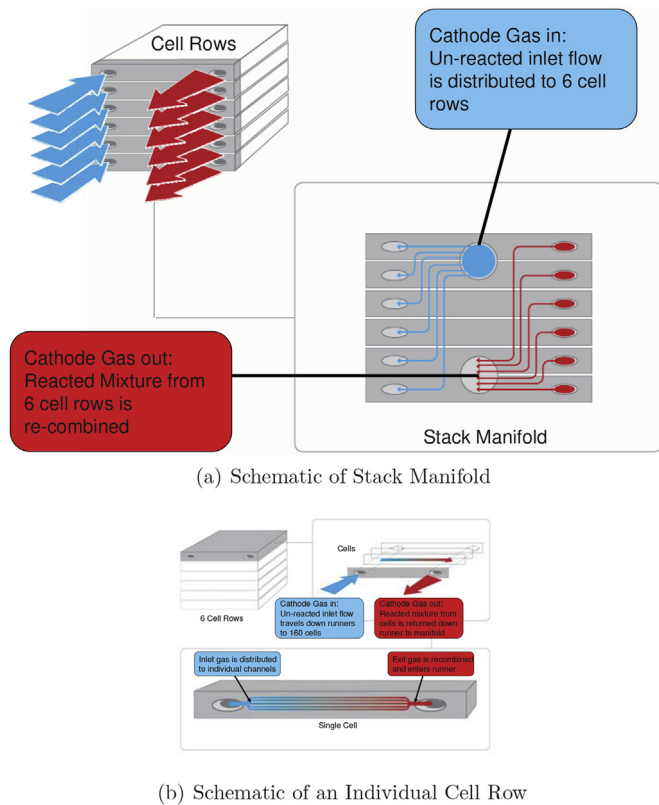 Cell Rows
Cathode Gas in:
Un-reacted inlet flow
is distributed to 6 cell
rows
Cathode Gas out:
Reacted Mixture from
6 cell rows is
re-combined
Stack Manifold
(a) Schematic of Stack Manifold
Cells
6 Cell Rows
Cathode Gas in:
Un-reacted inlet flow
travels down runners
to 160 cells
Cathode Gas out:
Reacted mixture from
cells is returned down
runner to manifold
Inlet gas is distributed
to individual channels
Exit gas is recombined
and enters runner
Single Cell
(b) Schematic of an Individual Cell Row